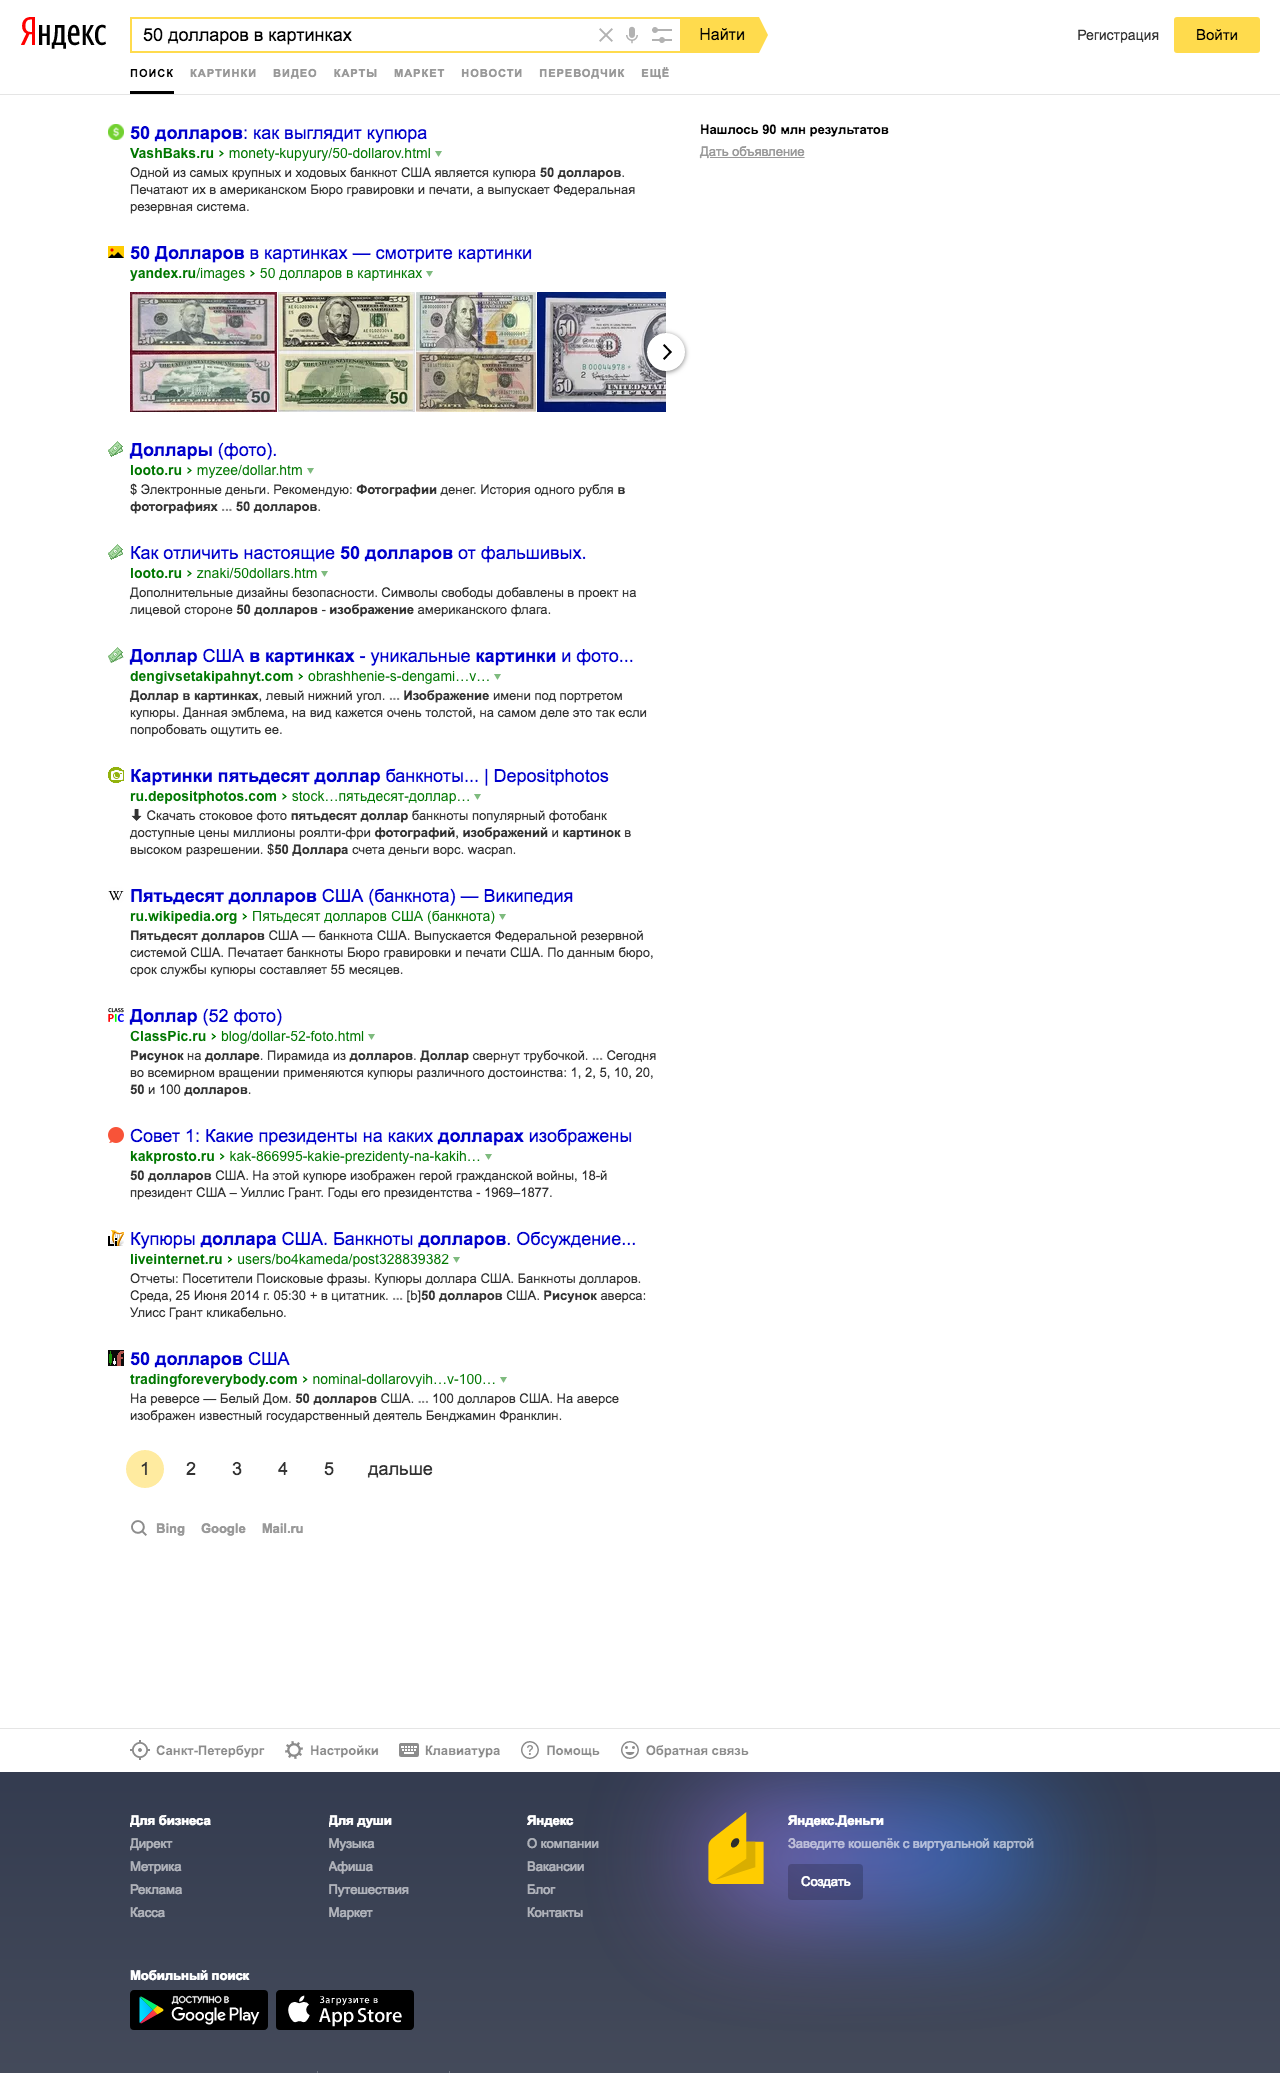 Яндекс
50 долларов в картинках
Найти
Регистрация
Войти
ПОИСК КАРТИНКИ ВИДЕО КАРТЫ МАРКЕТ НОВОСТИ ПЕРЕВОДЧИК ЕЩЁ
50 долларов: как выглядит купюра
VashBaks.ru › monety-kupyury/50-dollarov.html
Одной из самых крупных и ходовых банкнот США является купюра 50 долларов.
Печатают их в американском Бюро гравировки и печати, а выпускает Федеральная
резервная система.
Нашлось 90 млн результатов
Дать объявление
50 Долларов в картинках — смотрите картинки
yandex.ru/images › 50 долларов в картинках
Доллары (фото).
looto.ru › myzee/dollar.htm
$ Электронные деньги. Рекомендую: Фотографии денег. История одного рубля в
фотографиях ... 50 долларов.
Как отличить настоящие 50 долларов от фальшивых.
looto.ru › znaki/50dollars.htm
Дополнительные дизайны безопасности. Символы свободы добавлены в проект на
лицевой стороне 50 долларов - изображение американского флага.
Доллар США в картинках - уникальные картинки и фото...
dengivsetakipahnyt.com › obrashhenie-s-dengami…v…
Доллар в картинках, левый нижний угол. ... Изображение имени под портретом
купюры. Данная эмблема, на вид кажется очень толстой, на самом деле это так если
попробовать ощутить ее.
Картинки пятьдесят доллар банкноты... | Depositphotos
ru.depositphotos.com › stock…пятьдесят-доллар…
⬇ Скачать стоковое фото пятьдесят доллар банкноты популярный фотобанк
доступные цены миллионы роялти-фри фотографий, изображений и картинок в
высоком разрешении. $50 Доллара счета деньги ворс. wacpan.
Пятьдесят долларов США (банкнота) — Википедия
ru.wikipedia.org › Пятьдесят долларов США (банкнота)
Пятьдесят долларов США — банкнота США. Выпускается Федеральной резервной
системой США. Печатает банкноты Бюро гравировки и печати США. По данным бюро,
срок службы купюры составляет 55 месяцев.
Доллар (52 фото)
ClassPic.ru › blog/dollar-52-foto.html
Рисунок на долларе. Пирамида из долларов. Доллар свернут трубочкой. ... Сегодня
во всемирном вращении применяются купюры различного достоинства: 1, 2, 5, 10, 20,
50 и 100 долларов.
Совет 1: Какие президенты на каких долларах изображены
kakprosto.ru › kak-866995-kakie-prezidenty-na-kakih…
50 долларов США. На этой купюре изображен герой гражданской войны, 18-й
президент США – Уиллис Грант. Годы его президентства - 1969–1877.
Купюры доллара США. Банкноты долларов. Обсуждение...
liveinternet.ru › users/bo4kameda/post328839382
Отчеты: Посетители Поисковые фразы. Купюры доллара США. Банкноты долларов.
Среда, 25 Июня 2014 г. 05:30 + в цитатник. ... [b]50 долларов США. Рисунок аверса:
Улисс Грант кликабельно.
50 долларов США
tradingforeverybody.com › nominal-dollarovyih…v-100…
На реверсе — Белый Дом. 50 долларов США. ... 100 долларов США. На аверсе
изображен известный государственный деятель Бенджамин Франклин.
1 2 3 4 5 дальше
Bing Google Mail.ru
Санкт-Петербург Настройки Клавиатура Помощь Обратная связь
Для бизнеса
Директ
Метрика
Реклама
Касса
Для души
Музыка
Афиша
Путешествия
Маркет
Яндекс
О компании
Вакансии
Блог
Контакты
Яндекс.Деньги
Заведите кошелёк с виртуальной картой
Создать
Мобильный поиск
ДОСТУПНО В
Google Play
Загрузите в
App Store